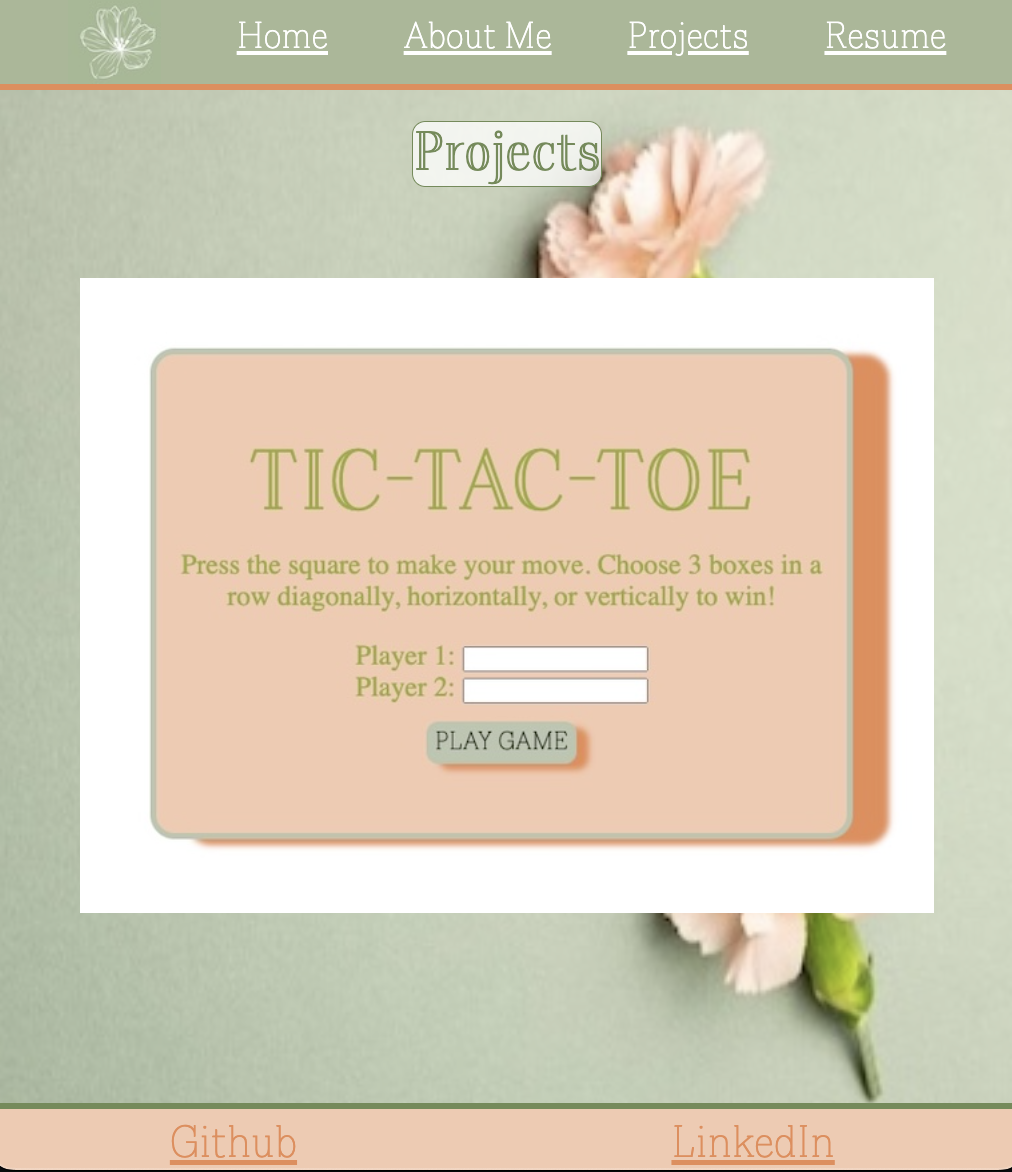 Home About Me Projects Resume
Projects
TIC-TAC-TOE
Press the square to make your move. Choose 3 boxes in a
row diagonally, horizontally, or vertically to win!
Player 1:
Player 2:
PLAY GAME
Github LinkedIn